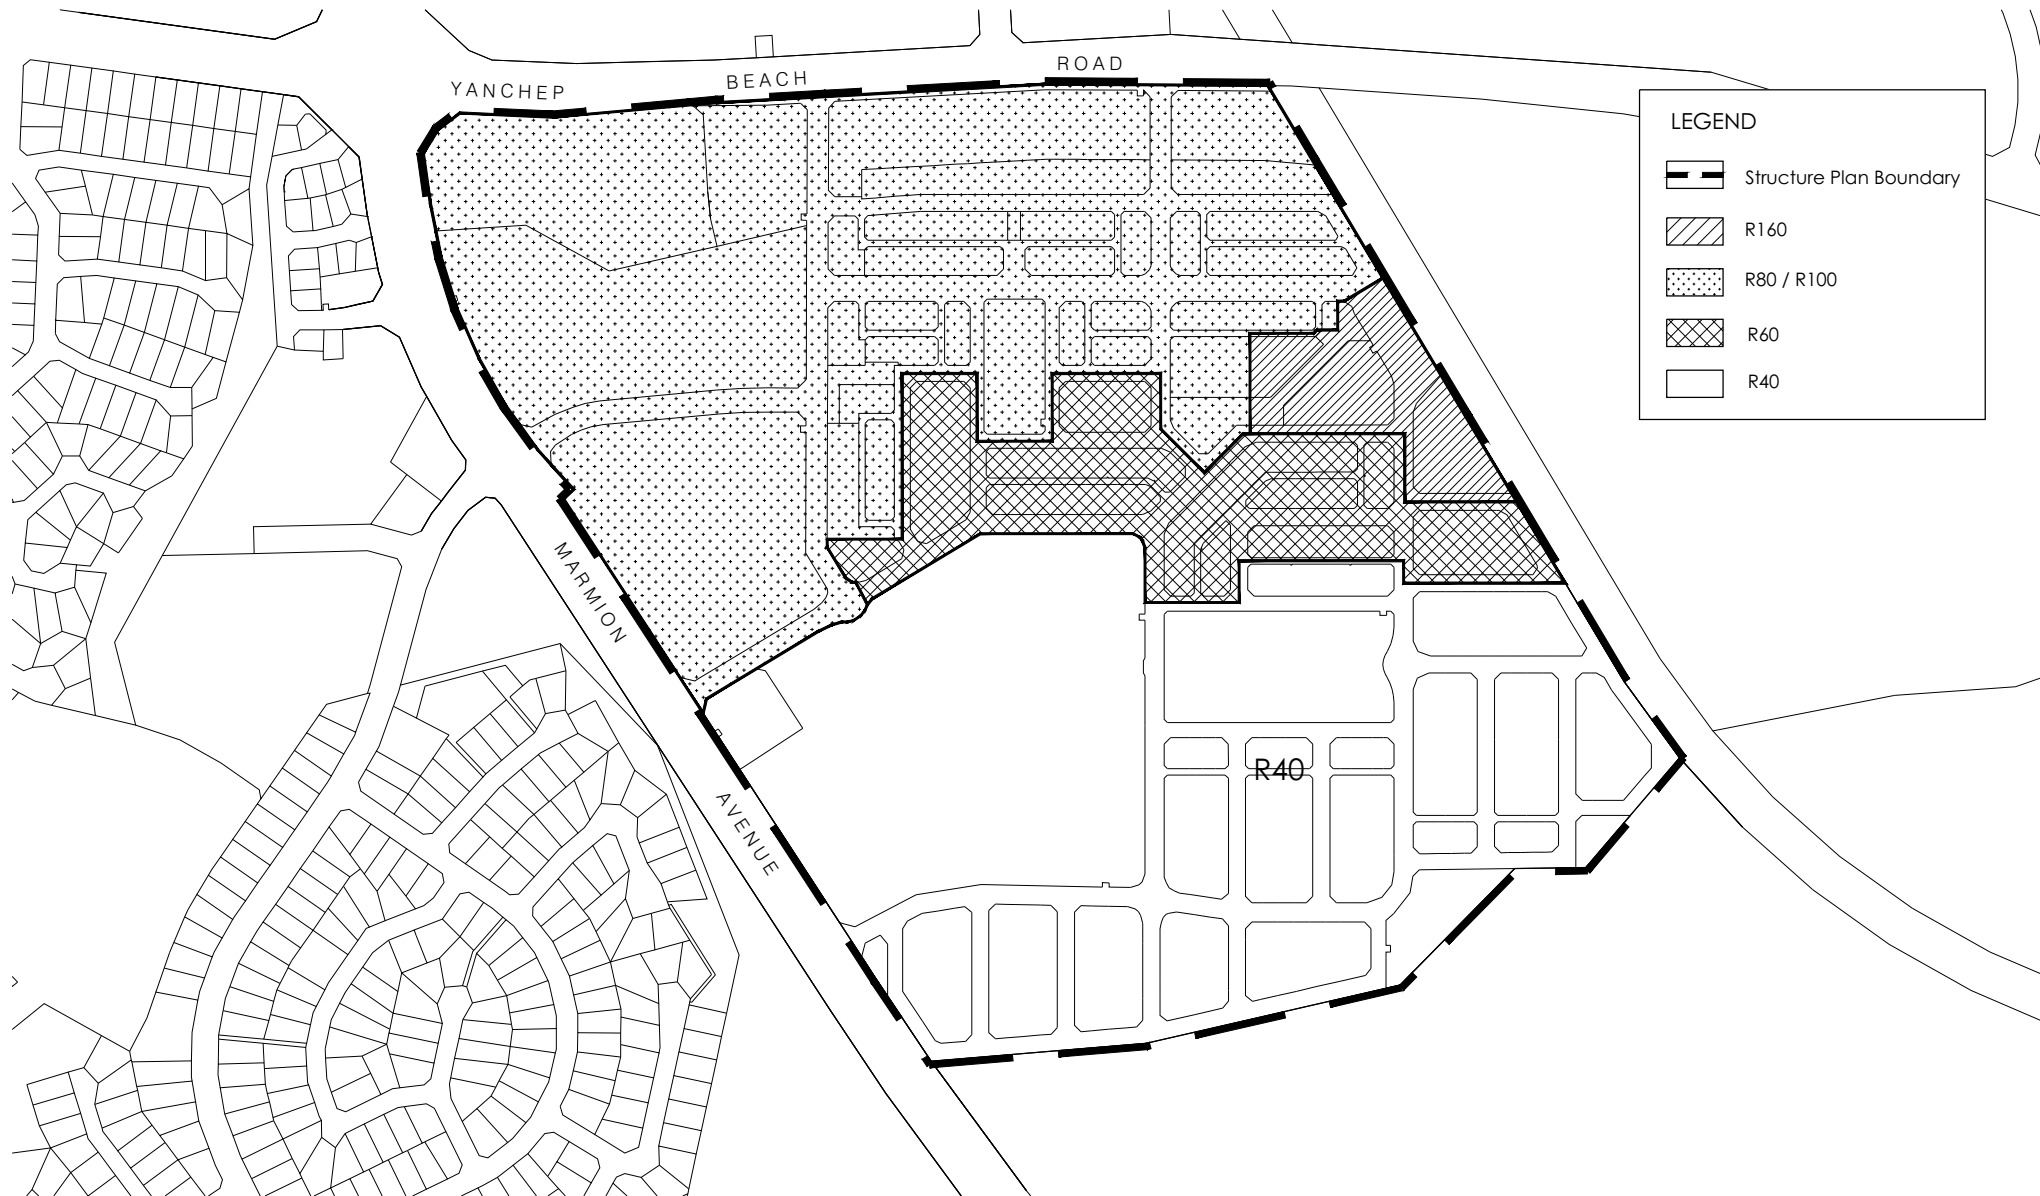 YANCHEP BEACH ROAD
LEGEND
Structure Plan Boundary
R160
R80 / R100
R60
R40
MARMION AVENUE
R40